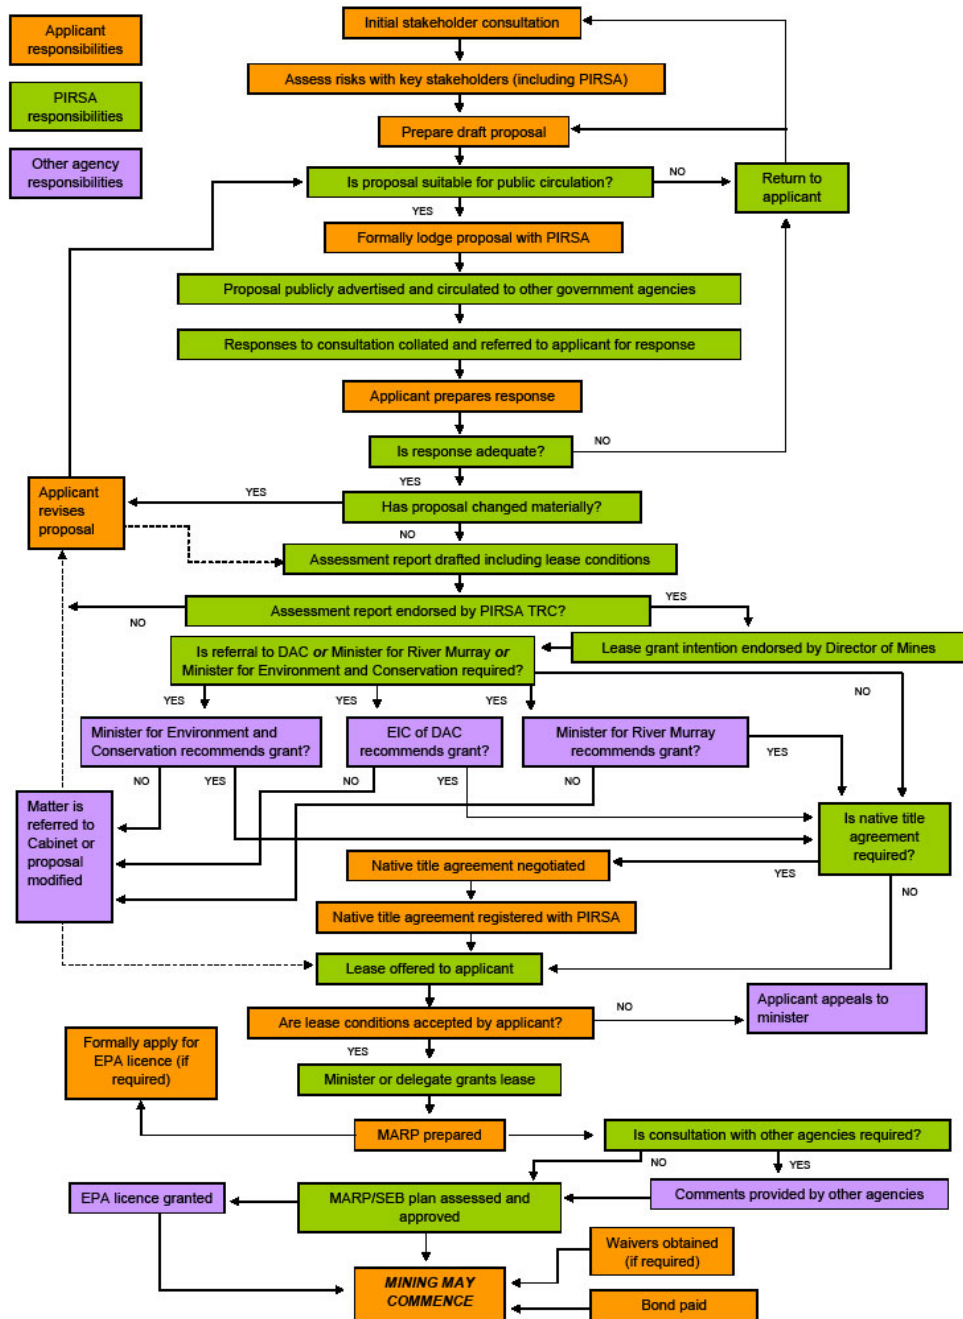 Applicant
responsibilities
PIRSA
responsibilities
Other agency
responsibilities
Initial stakeholder consultation
Assess risks with key stakeholders (including PIRSA)
Prepare draft proposal
Is proposal suitable for public circulation?
NO
Return to
applicant
YES
Formally lodge proposal with PIRSA
Proposal publicly advertised and circulated to other government agencies
Responses to consultation collated and referred to applicant for response
Applicant prepares response
Is response adequate?
NO
YES
Applicant
revises
proposal
YES
Has proposal changed materially?
NO
Assessment report drafted including lease conditions
Assessment report endorsed by PIRSA TRC?
NO
YES
Lease grant intention endorsed by Director of Mines
Is referral to DAC or Minister for River Murray or
Minister for Environment and Conservation required?
NO
YES
YES
YES
Minister for Environment and
Conservation recommends grant?
EIC of DAC
recommends grant?
Minister for River Murray
recommends grant?
YES
NO
YES
NO
YES
NO
Matter is
referred to
Cabinet or
proposal
modified
Is native title
agreement
required?
YES
NO
Native title agreement negotiated
Native title agreement registered with PIRSA
Lease offered to applicant
Are lease conditions accepted by applicant?
NO
Applicant appeals to
minister
YES
Formally apply for
EPA licence (if
required)
Minister or delegate grants lease
MARP prepared
Is consultation with other agencies required?
NO
YES
EPA licence granted
MARP/SEB plan assessed and
approved
Comments provided by other agencies
Waivers obtained
(if required)
MINING MAY
COMMENCE
Bond paid